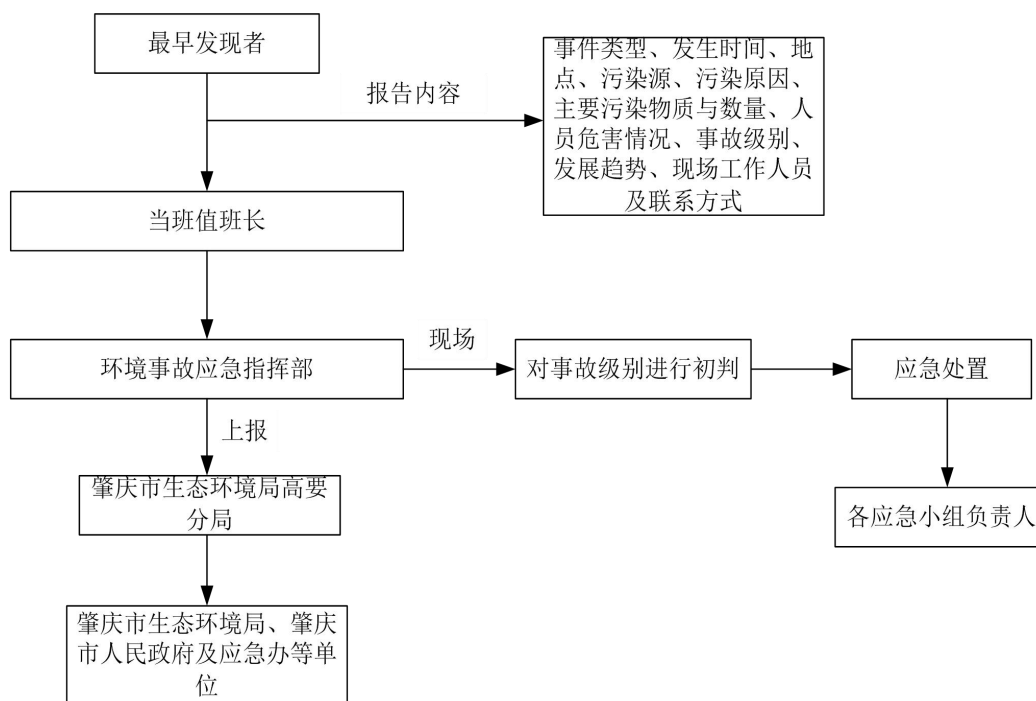 最早发现者
报告内容
事件类型、发生时间、地
点、污染源、污染原因、
主要污染物质与数量、人
员危害情况、事故级别、
发展趋势、现场工作人员
及联系方式
当班值班长
环境事故应急指挥部
现场
对事故级别进行初判
应急处置
上报
肇庆市生态环境局高要
分局
各应急小组负责人
肇庆市生态环境局、肇庆
市人民政府及应急办等单
位